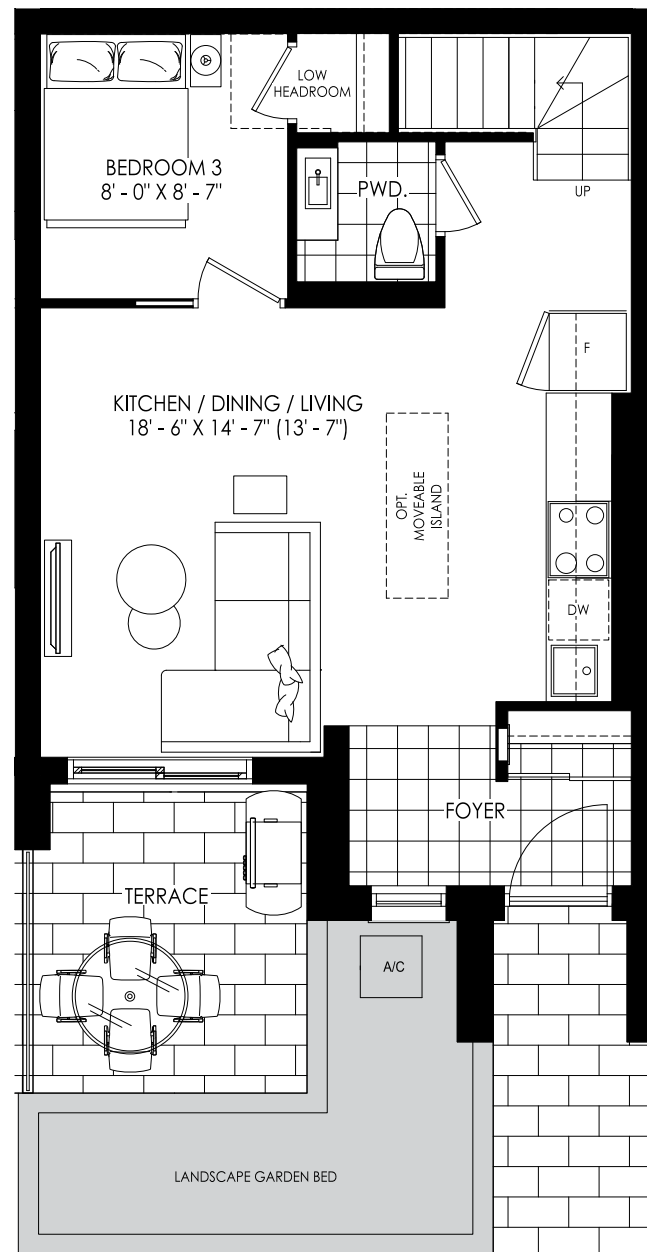 LOW
HEADROOM
BEDROOM 3
8' - 0" X 8' - 7"
PWD.
UP
F
KITCHEN / DINING / LIVING
18' - 6" X 14' - 7" (13' - 7")
OPT.
MOVEABLE
ISLAND
DW
FOYER
TERRACE
A/C
LANDSCAPE GARDEN BED